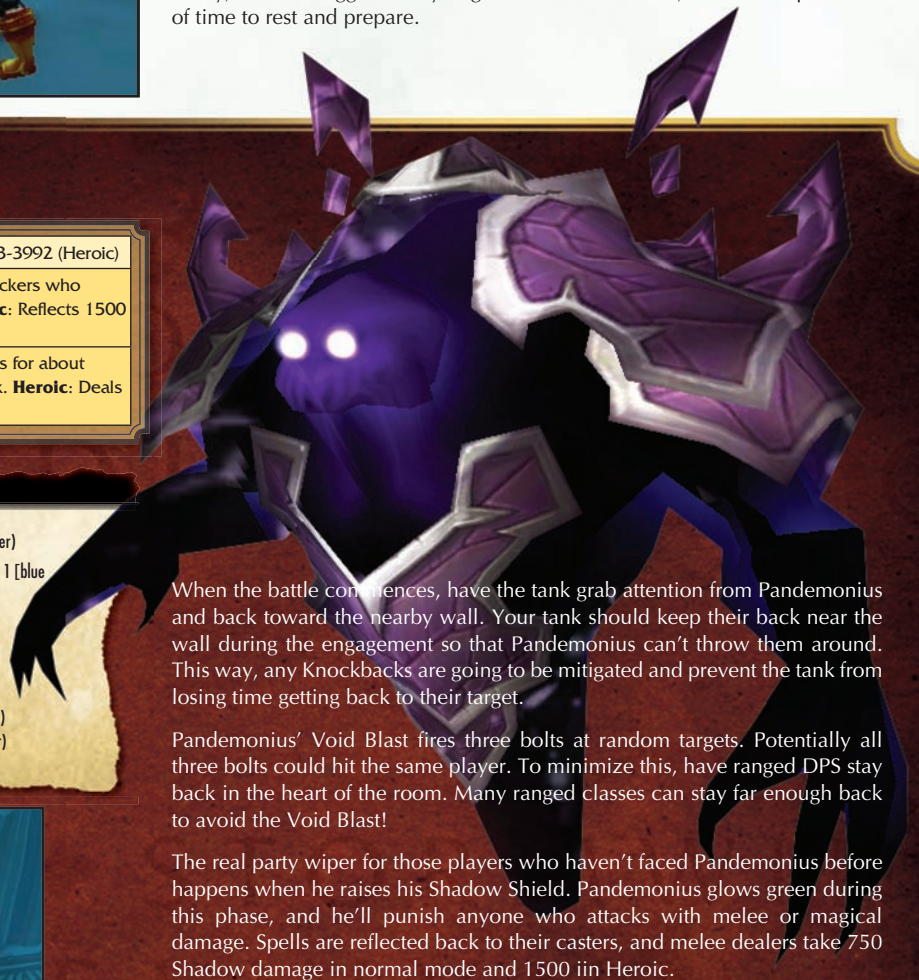 of time to rest and prepare.
3-3992 (Heroic)
ckers who
c: Reflects 1500
s for about
k. Heroic: Deals
er)
1 [blue
)
r)
When the battle commences, have the tank grab attention from Pandemonius
and back toward the nearby wall. Your tank should keep their back near the
wall during the engagement so that Pandemonius can’t throw them around.
This way, any Knockbacks are going to be mitigated and prevent the tank from
losing time getting back to their target.
Pandemonius’ Void Blast fires three bolts at random targets. Potentially all
three bolts could hit the same player. To minimize this, have ranged DPS stay
back in the heart of the room. Many ranged classes can stay far enough back
to avoid the Void Blast!
The real party wiper for those players who haven’t faced Pandemonius before
happens when he raises his Shadow Shield. Pandemonius glows green during
this phase, and he’ll punish anyone who attacks with melee or magical
damage. Spells are reflected back to their casters, and melee dealers take 750
Shadow damage in normal mode and 1500 iin Heroic.